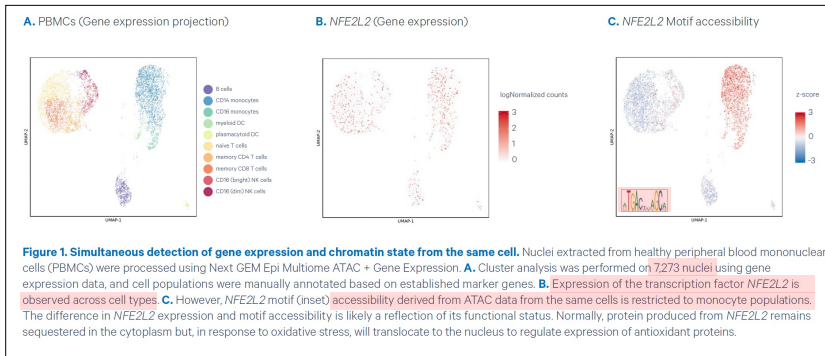 A. PBMCs (Gene expression projection)
B. NFE2L2 (Gene expression)
C. NFE2L2 Motif accessibility
UMAP-2
UMAP-1
B cells
CD14 monocytes
CD16 monocytes
myeloid DC
plasmacytoid DC
naive T cells
memory CD4 T cells
memory CD8 T cells
CD16 (bright) NK cells
CD16 (dim) NK cells
UMAP-2
UMAP-1
logNormalized counts
3
2
1
0
UMAP-2
UMAP-1
z-score
3
0
-3
Figure 1. Simultaneous detection of gene expression and chromatin state from the same cell. Nuclei extracted from healthy peripheral blood mononuclear
cells (PBMCs) were processed using Next GEM Epi Multiome ATAC + Gene Expression. A. Cluster analysis was performed on 7,273 nuclei using gene
expression data, and cell populations were manually annotated based on established marker genes. B. Expression of the transcription factor NFE2L2 is
observed across cell types. C. However, NFE2L2 motif (inset) accessibility derived from ATAC data from the same cells is restricted to monocyte populations.
The difference in NFE2L2 expression and motif accessibility is likely a reflection of its functional status. Normally, protein produced from NFE2L2 remains
sequestered in the cytoplasm but, in response to oxidative stress, will translocate to the nucleus to regulate expression of antioxidant proteins.